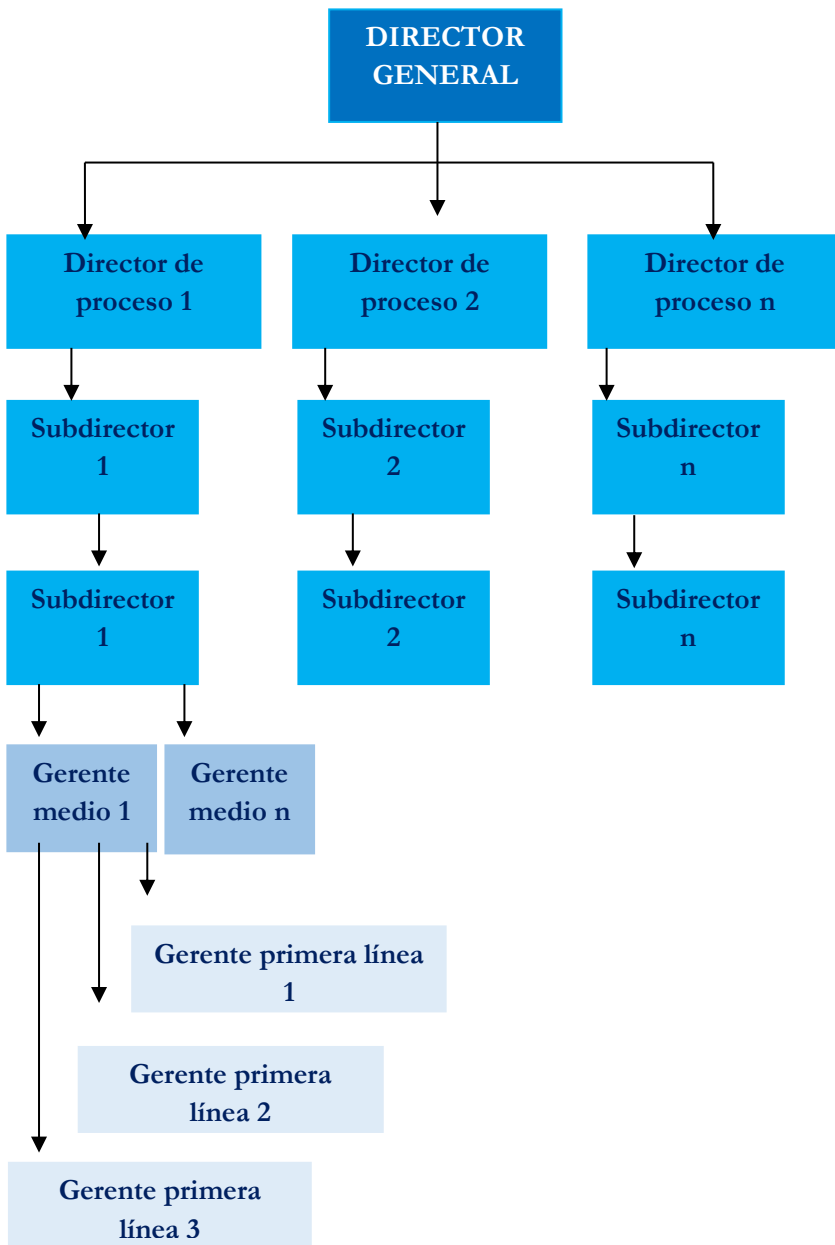 DIRECTOR
GENERAL
Director de
proceso 1
Director de
proceso 2
Director de
proceso n
Subdirector
1
Subdirector
2
Subdirector
n
Subdirector
1
Subdirector
2
Subdirector
n
Gerente
medio 1
Gerente
medio n
Gerente primera línea
1
Gerente primera
línea 2
Gerente primera
línea 3